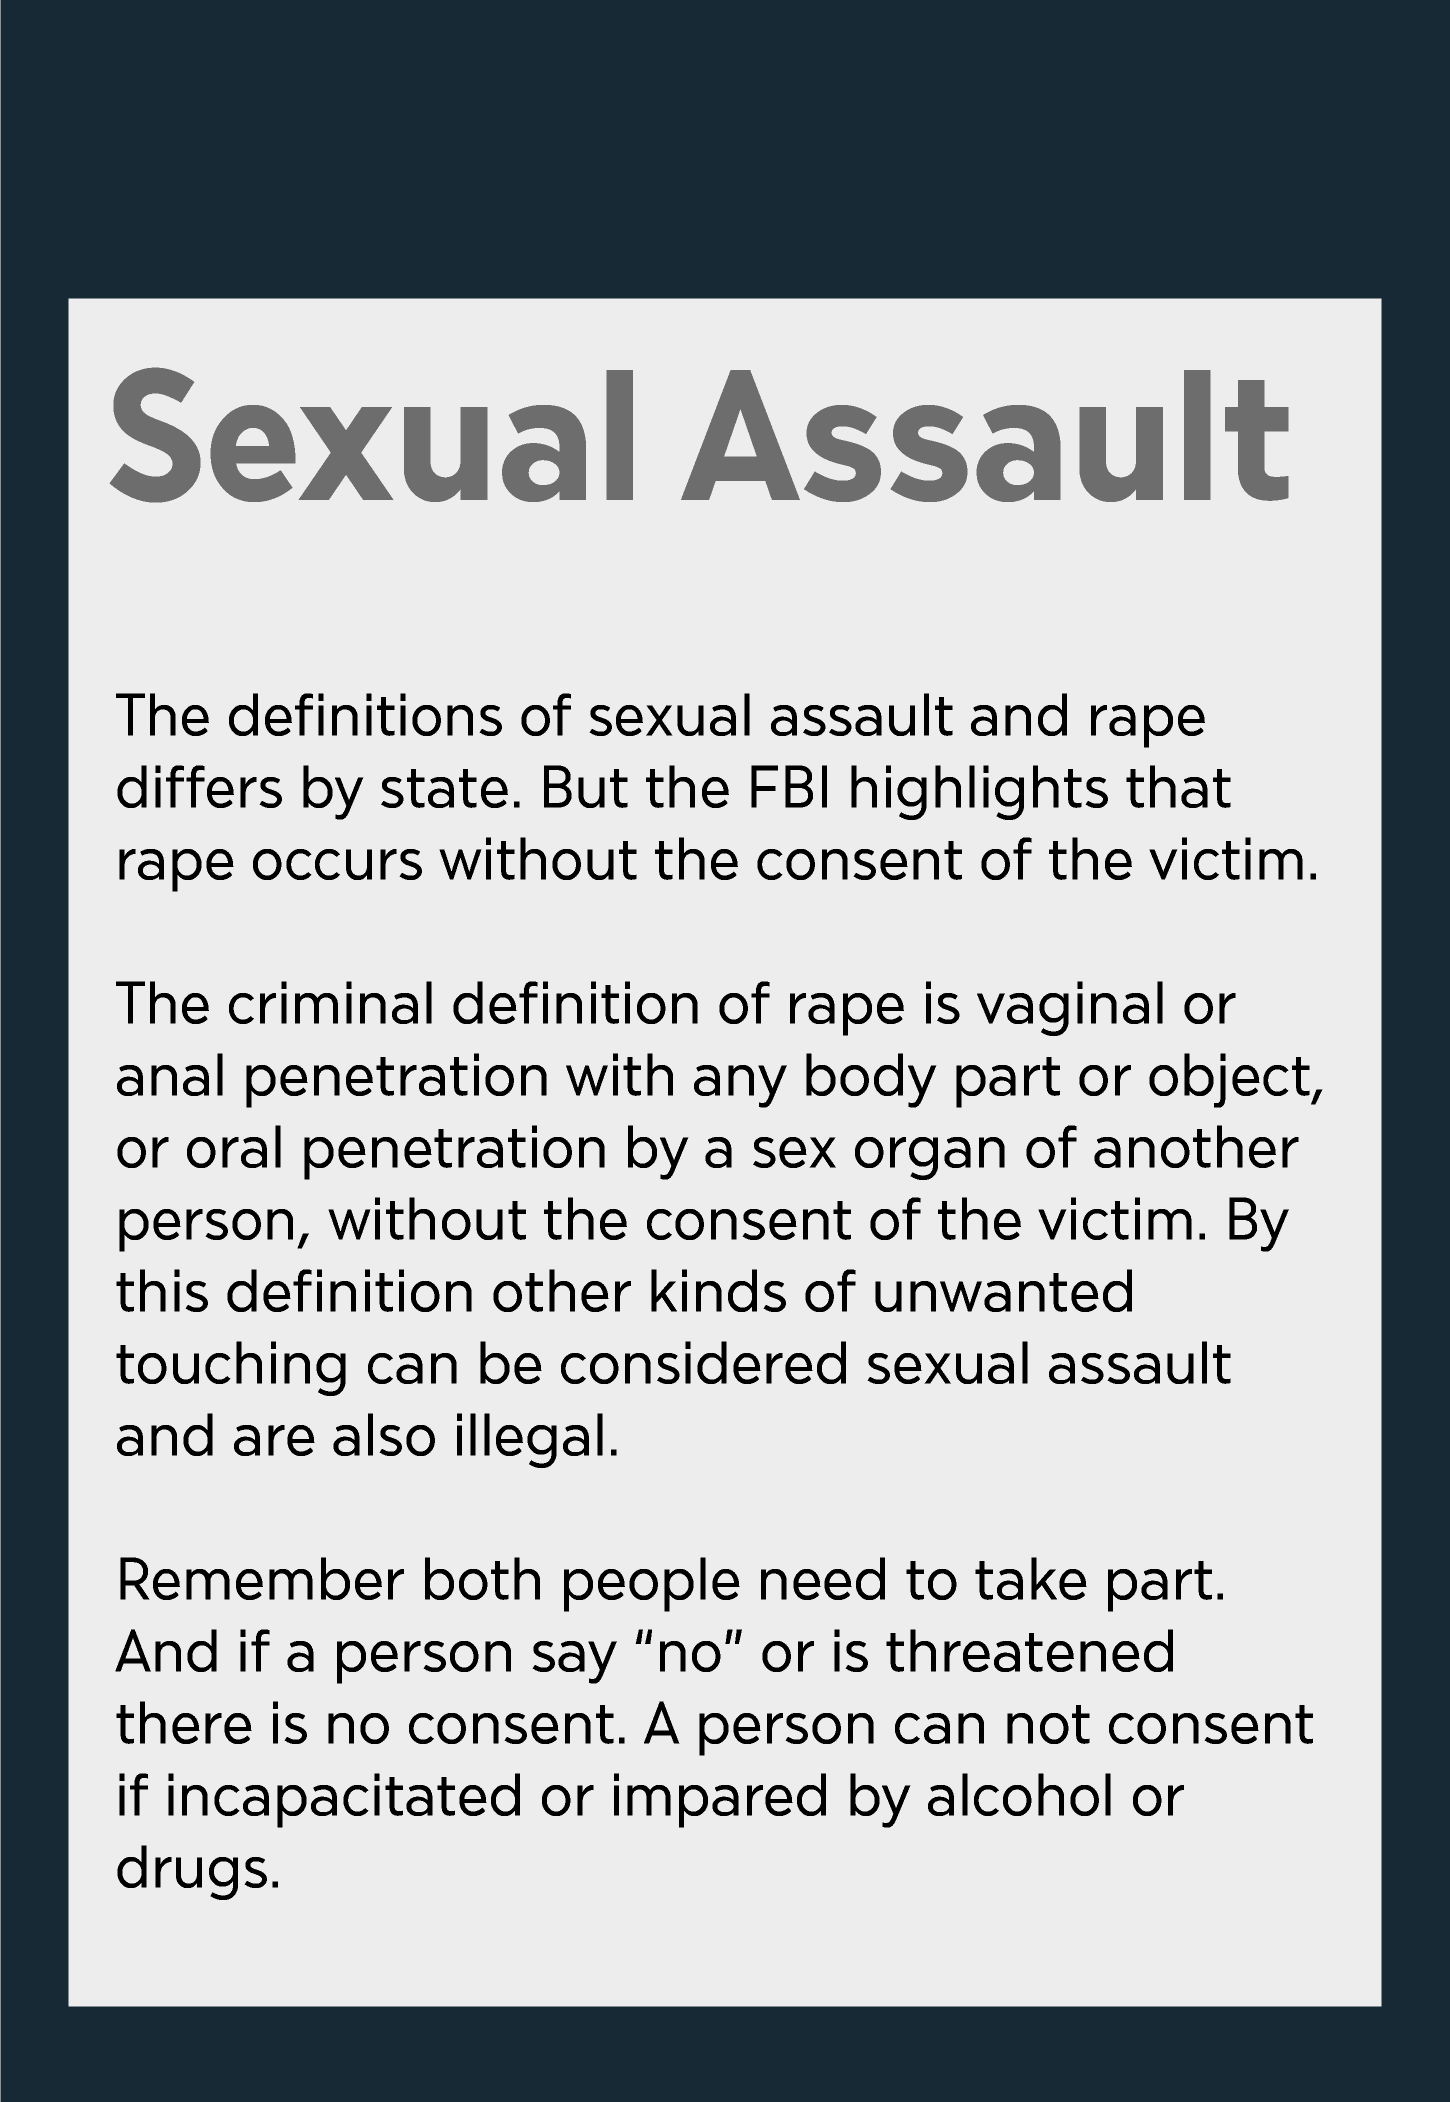 Sexual Assault
The definitions of sexual assault and rape
differs by state. But the FBI highlights that
rape occurs without the consent of the victim.
The criminal definition of rape is vaginal or
anal penetration with any body part or object,
or oral penetration by a sex organ of another
person, without the consent of the victim. By
this definition other kinds of unwanted
touching can be considered sexual assault
and are also illegal.
Remember both people need to take part.
And if a person say “no” or is threatened
there is no consent. A person can not consent
if incapacitated or impared by alcohol or
drugs.